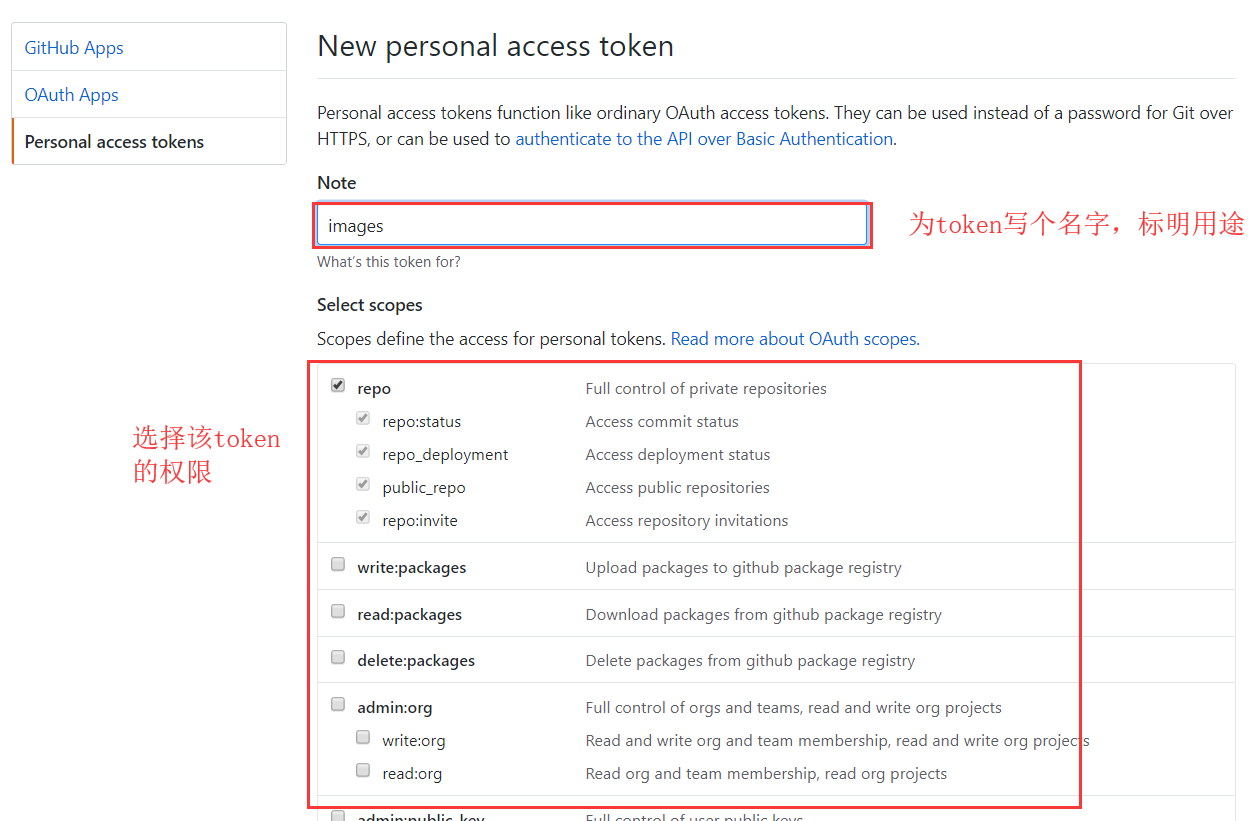 GitHub Apps
OAuth Apps
Personal access tokens
New personal access token
Personal access tokens function like ordinary OAuth access tokens. They can be used instead of a password for Git over
HTTPS, or can be used to authenticate to the API over Basic Authentication.
Note
images
为token写个名字，标明用途
What's this token for?
Select scopes
Scopes define the access for personal tokens. Read more about OAuth scopes.
选择该token
的权限
repo Full control of private repositories
repo:status Access commit status
repo_deployment Access deployment status
public_repo Access public repositories
repo:invite Access repository invitations
write:packages Upload packages to github package registry
read:packages Download packages from github package registry
delete:packages Delete packages from github package registry
admin:org Full control of orgs and teams, read and write org projects
write:org Read and write org and team membership, read and write org projects
read:org Read org and team membership, read org projects
admin:public_key Full control of user public keys